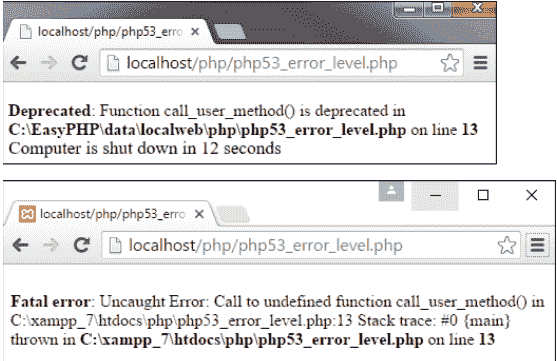 localhost/php/php53_erro
localhost/php/php53_error_level.php
Deprecated: Function call_user_method() is deprecated in
C:\EasyPHP\data\localweb\php\php53_error_level.php on line 13
Computer is shut down in 12 seconds
localhost/php/php53_erro
localhost/php/php53_error_level.php
Fatal error: Uncaught Error: Call to undefined function call_user_method() in
C:\xampp_7\htdocs\php\php53_error_level.php:13 Stack trace: #0 {main}
thrown in C:\xampp_7\htdocs\php\php53_error_level.php on line 13